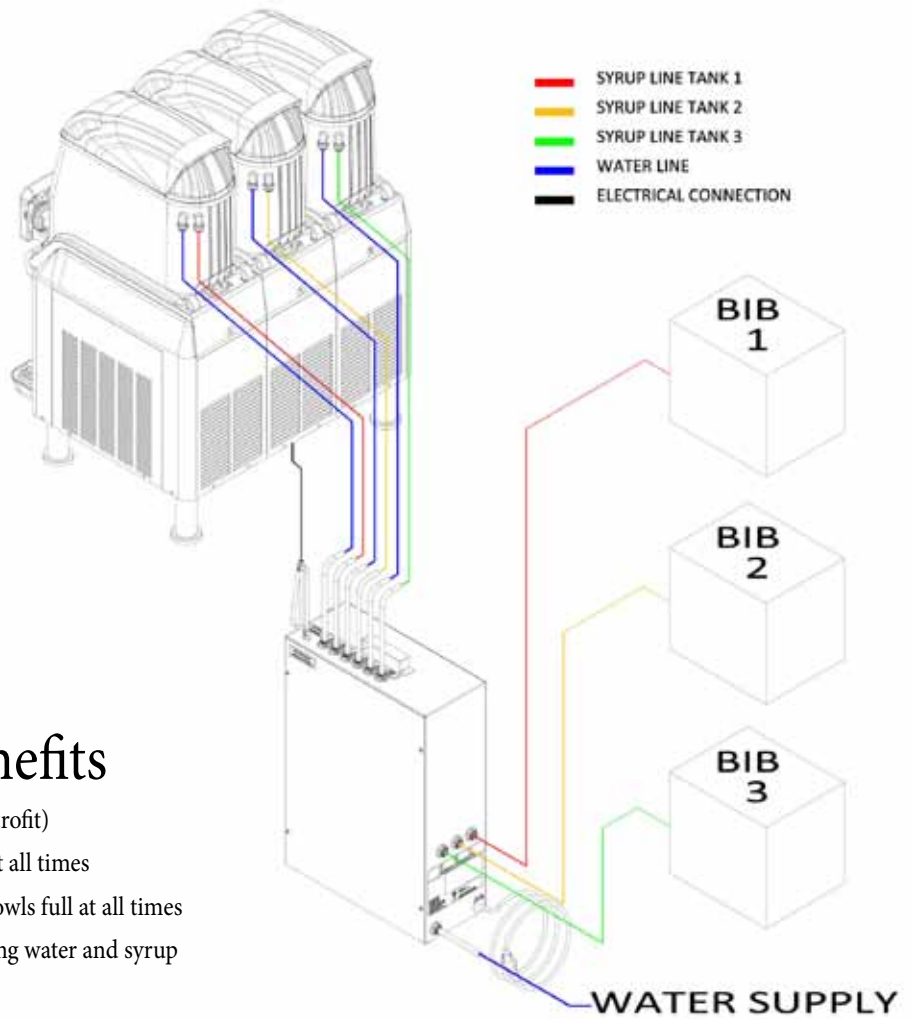 SYRUP LINE TANK 1
SYRUP LINE TANK 2
SYRUP LINE TANK 3
WATER LINE
ELECTRICAL CONNECTION
BIB
1
BIB
2
BIB
3
nefits
rofit)
t all times
owls full at all times
ng water and syrup
WATER SUPPLY